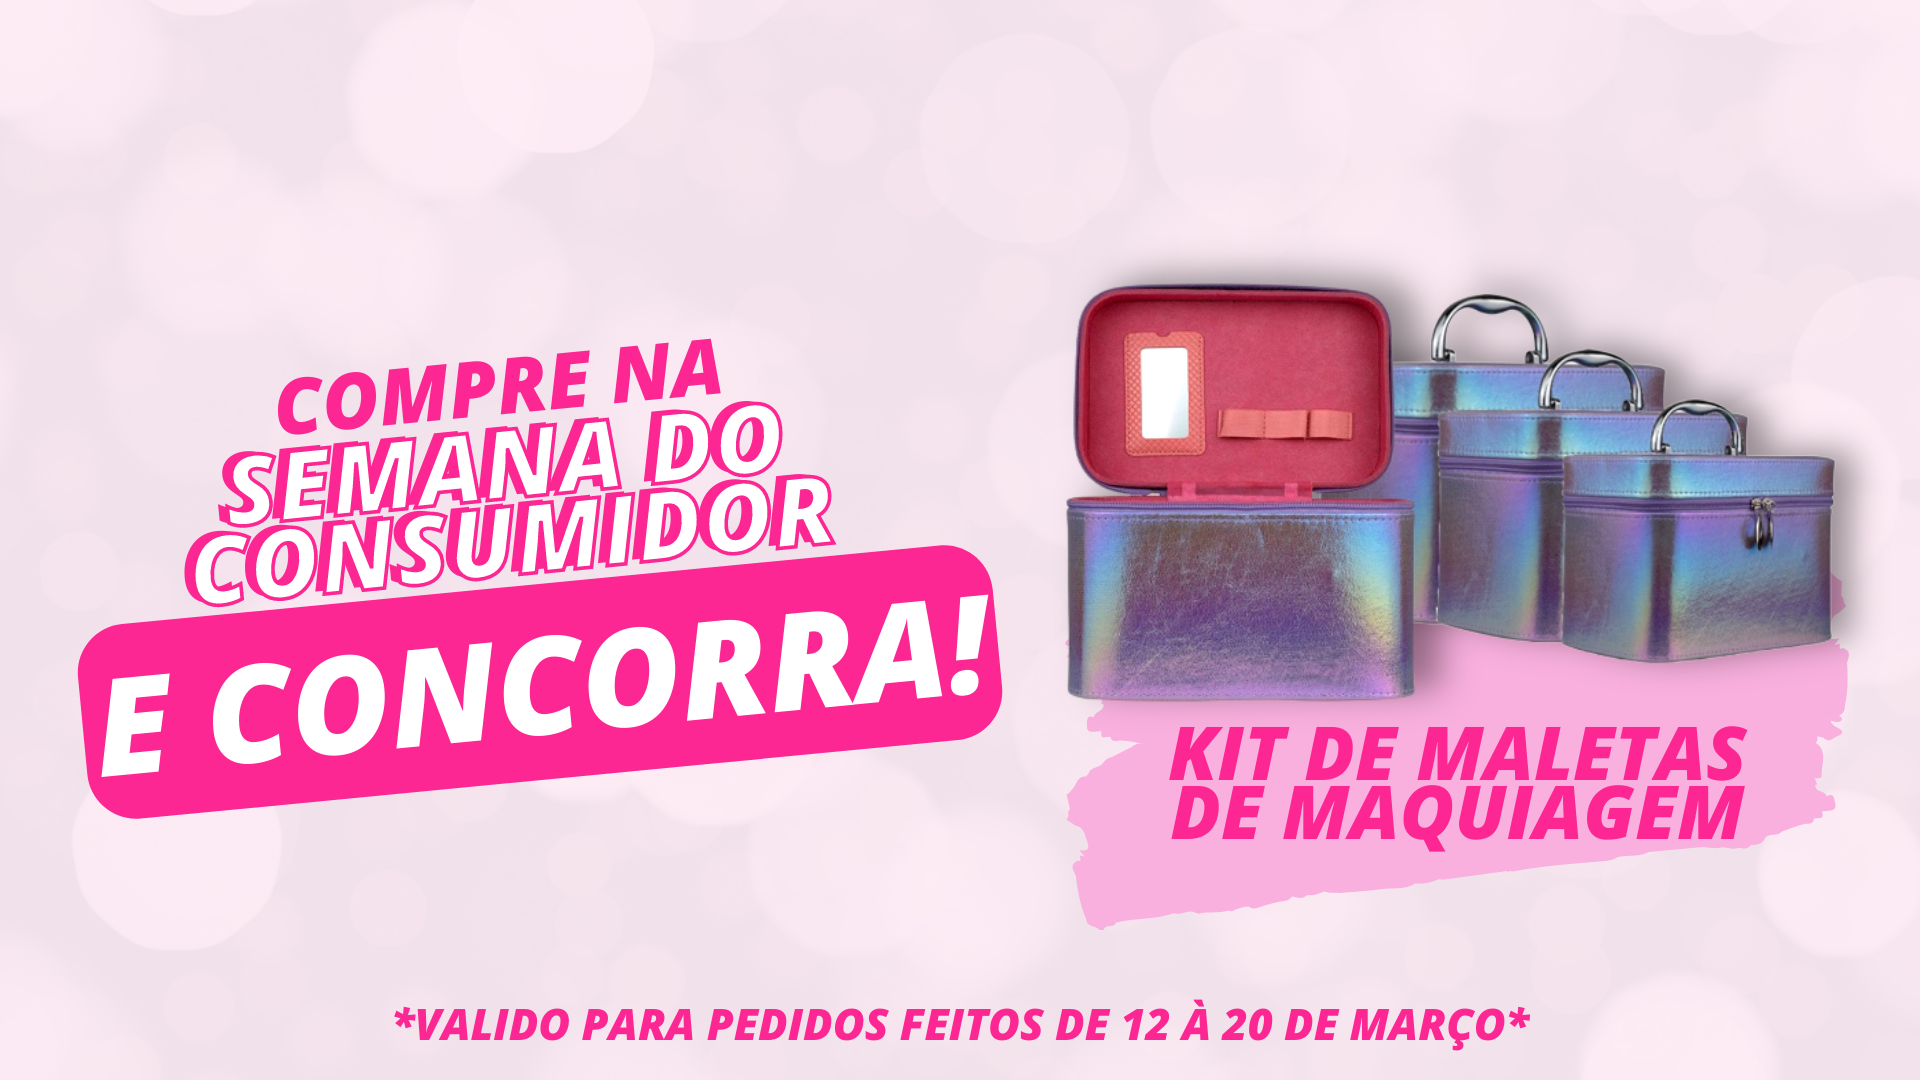 COMPRE NA
SEMANA DO
CONSUMIDOR
E CONCORRA!
KIT DE MALETAS
DE MAQUIAGEM
*VALIDO PARA PEDIDOS FEITOS DE 12 À 20 DE MARÇO*